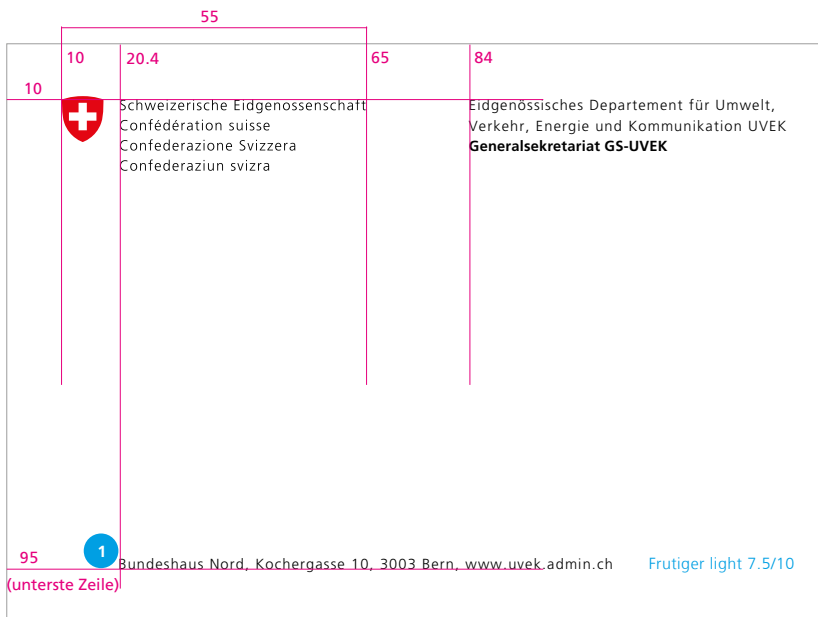 55
10
20.4
65
84
10
Schweizerische Eidgenossenschaft
Confédération suisse
Confederazione Svizzera
Confederaziun svizra
Eidgenössisches Departement für Umwelt,
Verkehr, Energie und Kommunikation UVEK
Generalsekretariat GS-UVEK
95
(unterste Zeile)
1
Bundeshaus Nord, Kochergasse 10, 3003 Bern, www.uvek.admin.ch
Frutiger light 7.5/10